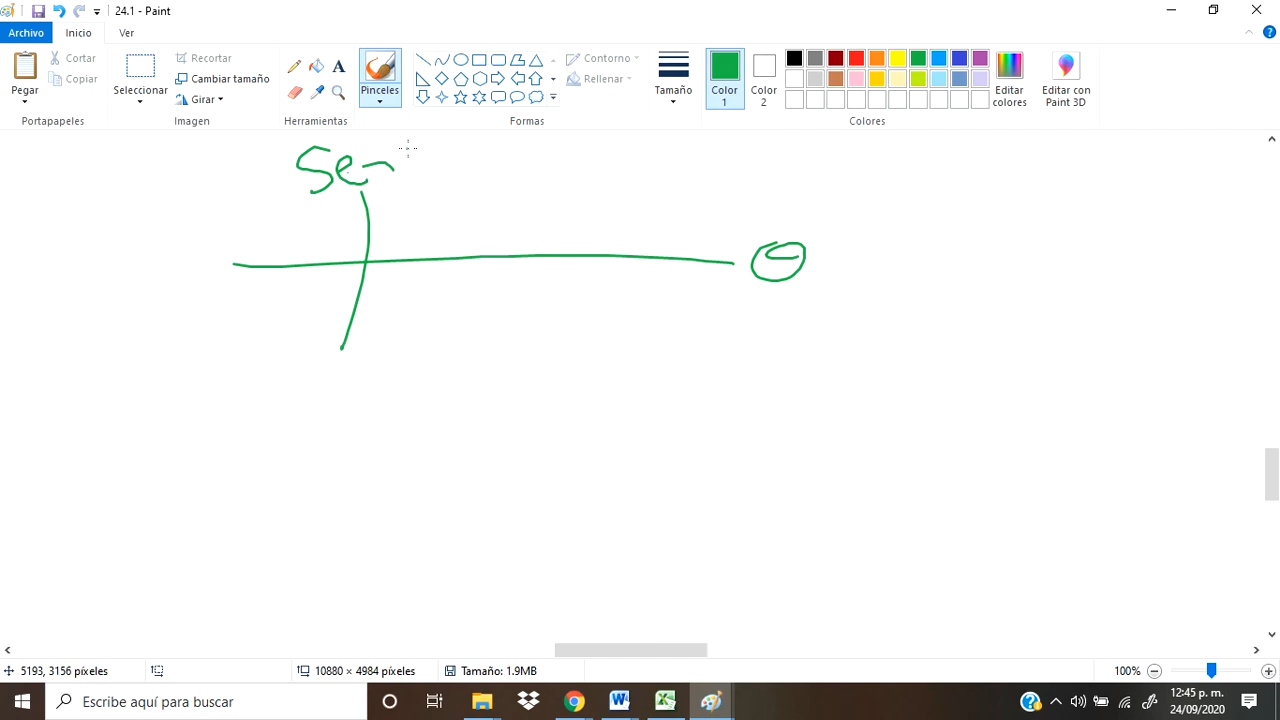 24.1 - Paint
Archivo Inicio Ver
Pegar
Cortar
Copiar
Portapapeles
Seleccionar
Recortar
Cambiar tamaño
Girar
Imagen
A
Herramientas
Pinceles
Contorno
Rellenar
Formas
Tamaño
Color 1
Color 2
Editar colores
Editar con Paint 3D
Colores
Sen
5193, 3156 píxeles
10880 × 4984 píxeles
Tamaño: 1.9MB
100%
Escribe aquí para buscar
12:45 p. m.
24/09/2020